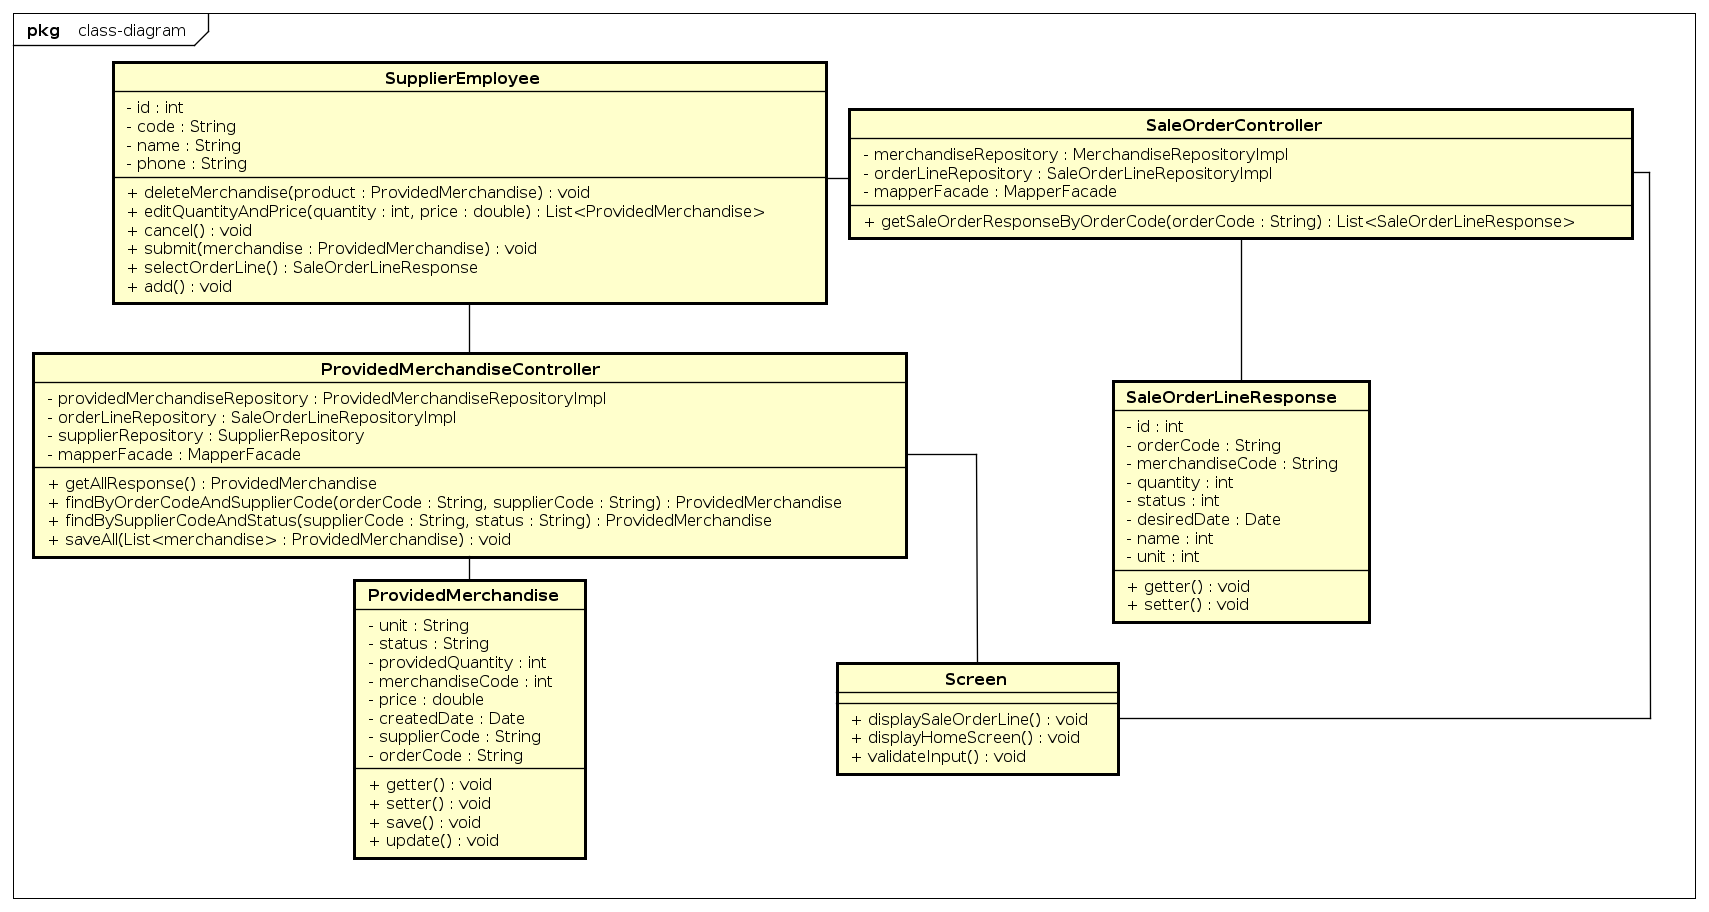 pkg class-diagram
SupplierEmployee
- id : int
- code : String
- name : String
- phone : String
+ deleteMerchandise(product : ProvidedMerchandise) : void
+ editQuantityAndPrice(quantity : int, price : double) : List<ProvidedMerchandise>
+ cancel() : void
+ submit(merchandise : ProvidedMerchandise) : void
+ selectOrderLine() : SaleOrderLineResponse
+ add() : void
SaleOrderController
- merchandiseRepository : MerchandiseRepositoryImpl
- orderLineRepository : SaleOrderLineRepositoryImpl
- mapperFacade : MapperFacade
+ getSaleOrderResponseByOrderCode(orderCode : String) : List<SaleOrderLineResponse>
ProvidedMerchandiseController
- providedMerchandiseRepository : ProvidedMerchandiseRepositoryImpl
- orderLineRepository : SaleOrderLineRepositoryImpl
- supplierRepository : SupplierRepository
- mapperFacade : MapperFacade
+ getAllResponse() : ProvidedMerchandise
+ findByOrderCodeAndSupplierCode(orderCode : String, supplierCode : String) : ProvidedMerchandise
+ findBySupplierCodeAndStatus(supplierCode : String, status : String) : ProvidedMerchandise
+ saveAll(List<merchandise> : ProvidedMerchandise) : void
SaleOrderLineResponse
- id : int
- orderCode : String
- merchandiseCode : String
- quantity : int
- status : int
- desiredDate : Date
- name : int
- unit : int
+ getter() : void
+ setter() : void
ProvidedMerchandise
- unit : String
- status : String
- providedQuantity : int
- merchandiseCode : int
- price : double
- createdDate : Date
- supplierCode : String
- orderCode : String
+ getter() : void
+ setter() : void
+ save() : void
+ update() : void
Screen
+ displaySaleOrderLine() : void
+ displayHomeScreen() : void
+ validateInput() : void